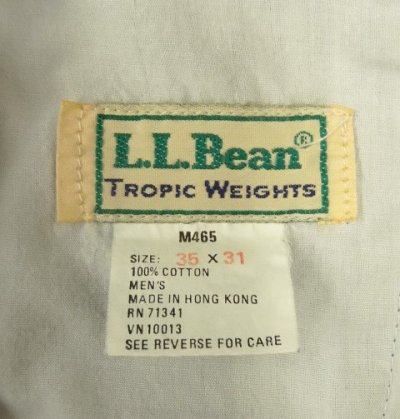 L.L.Bean®
TROPIC WEIGHTS
M465
SIZE: 35 X 31
100% COTTON
MEN'S
MADE IN HONG KONG
RN 71341
VN 10013
SEE REVERSE FOR CARE